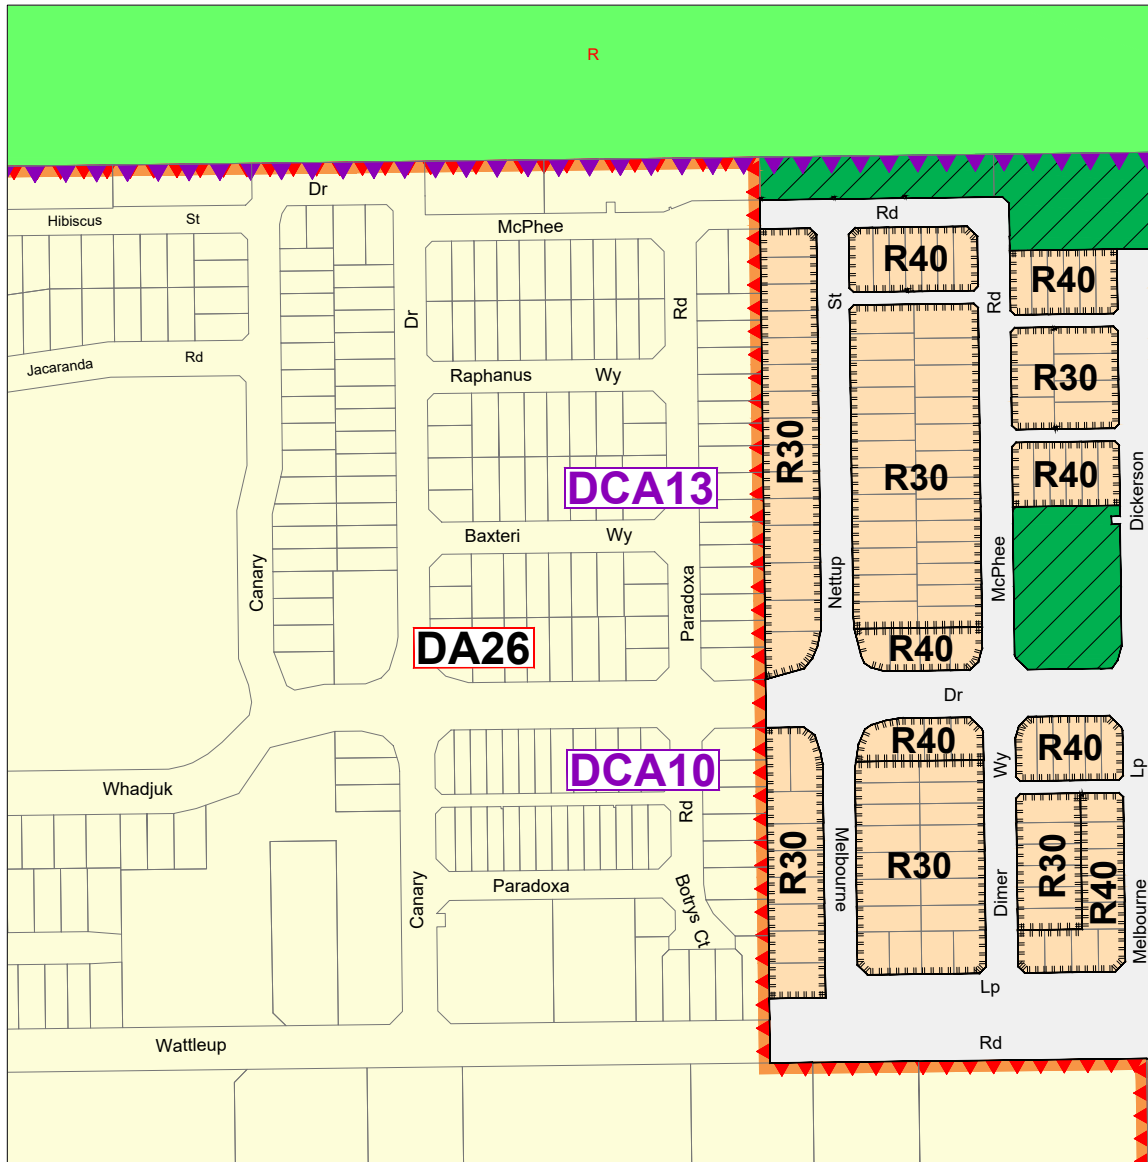 R
Dr
Hibiscus St
McPhee Rd
R40
R40
Dr
Rd
St
Rd
Jacaranda Rd
Raphanus Wy
R30
R30
R30
R40
DCA13
Dickerson
Baxteri Wy
Canary
Paradoxa
Nettup
McPhee
DA26
R40
Dr
R40
R40
DCA10
Wy
Lp
Whadjuk
Rd
R30
Melbourne
R30
R30
R40
Paradoxa
Canary
Botrys Ct
Dimer
Melbourne
Lp
Wattleup Rd